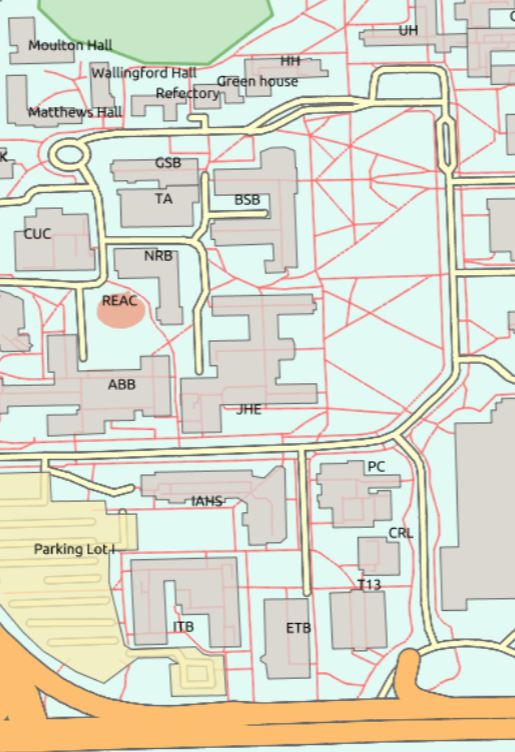 UH
Moulton Hall
HH
Wallingford Hall
Green house
Refectory
Matthews Hall
K
GSB
TA
BSB
CUC
NRB
REAC
ABB
JHE
PC
IAHS
CRL
Parking Lot I
T13
ITB
ETB